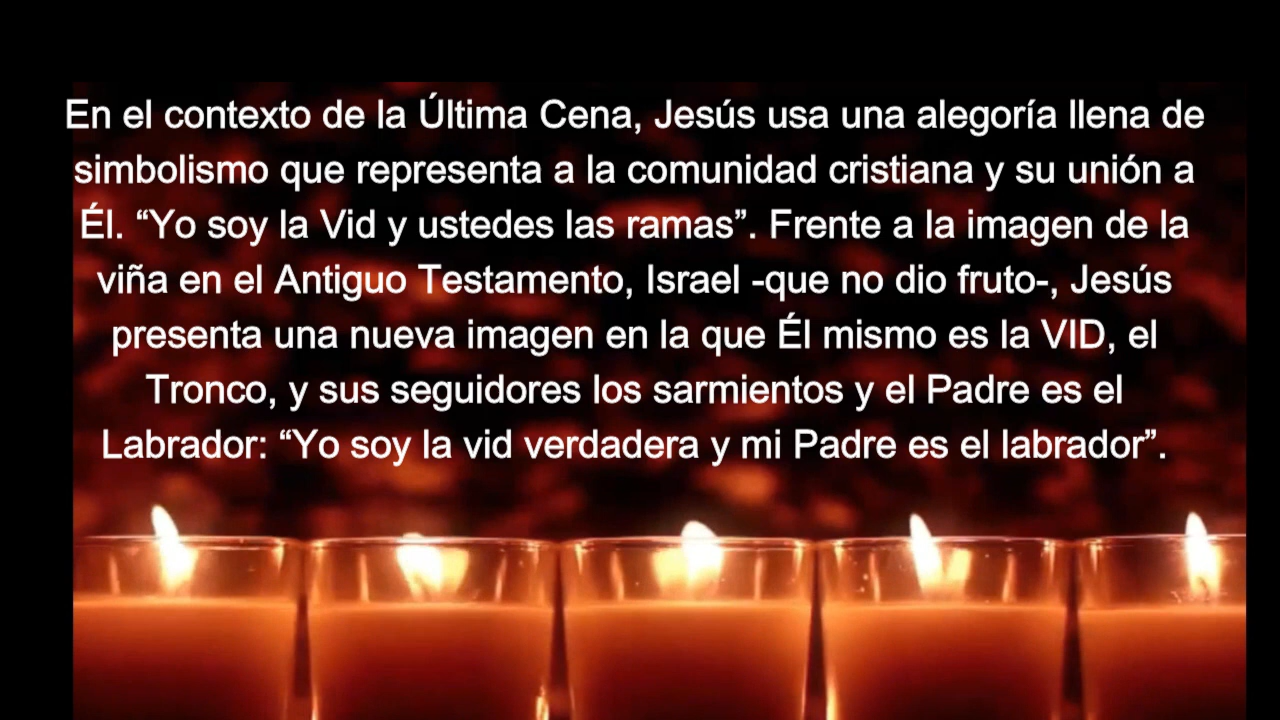 En el contexto de la Última Cena, Jesús usa una alegoría llena de
simbolismo que representa a la comunidad cristiana y su unión a
Él. “Yo soy la Vid y ustedes las ramas”. Frente a la imagen de la
viña en el Antiguo Testamento, Israel -que no dio fruto-, Jesús
presenta una nueva imagen en la que Él mismo es la VID, el
Tronco, y sus seguidores los sarmientos y el Padre es el
Labrador: “Yo soy la vid verdadera y mi Padre es el labrador”.